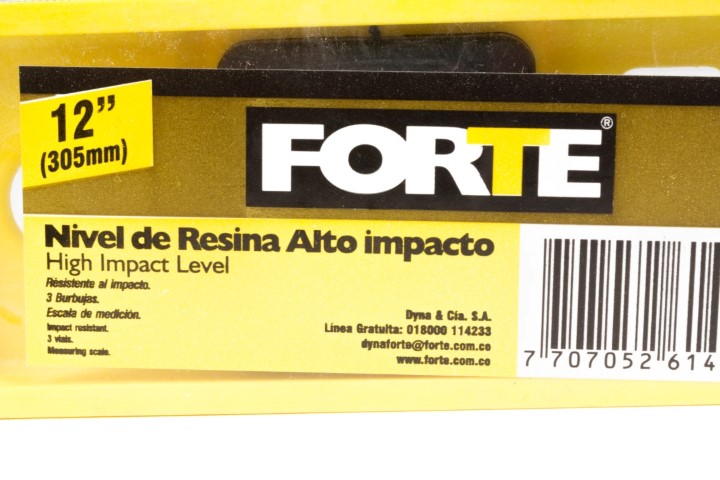 12”
(305mm)
FORTE®
Nivel de Resina Alto impacto
High Impact Level
Résistente al impacto.
3 Burbujas.
Escala de medición.
Impact resistant.
3 vials.
Measuring scale.
Dyna & Cía. S.A.
Línea Gratuita: 018000 114233
dynaforte@forte.com.co
www.forte.com.co
7 707052 614